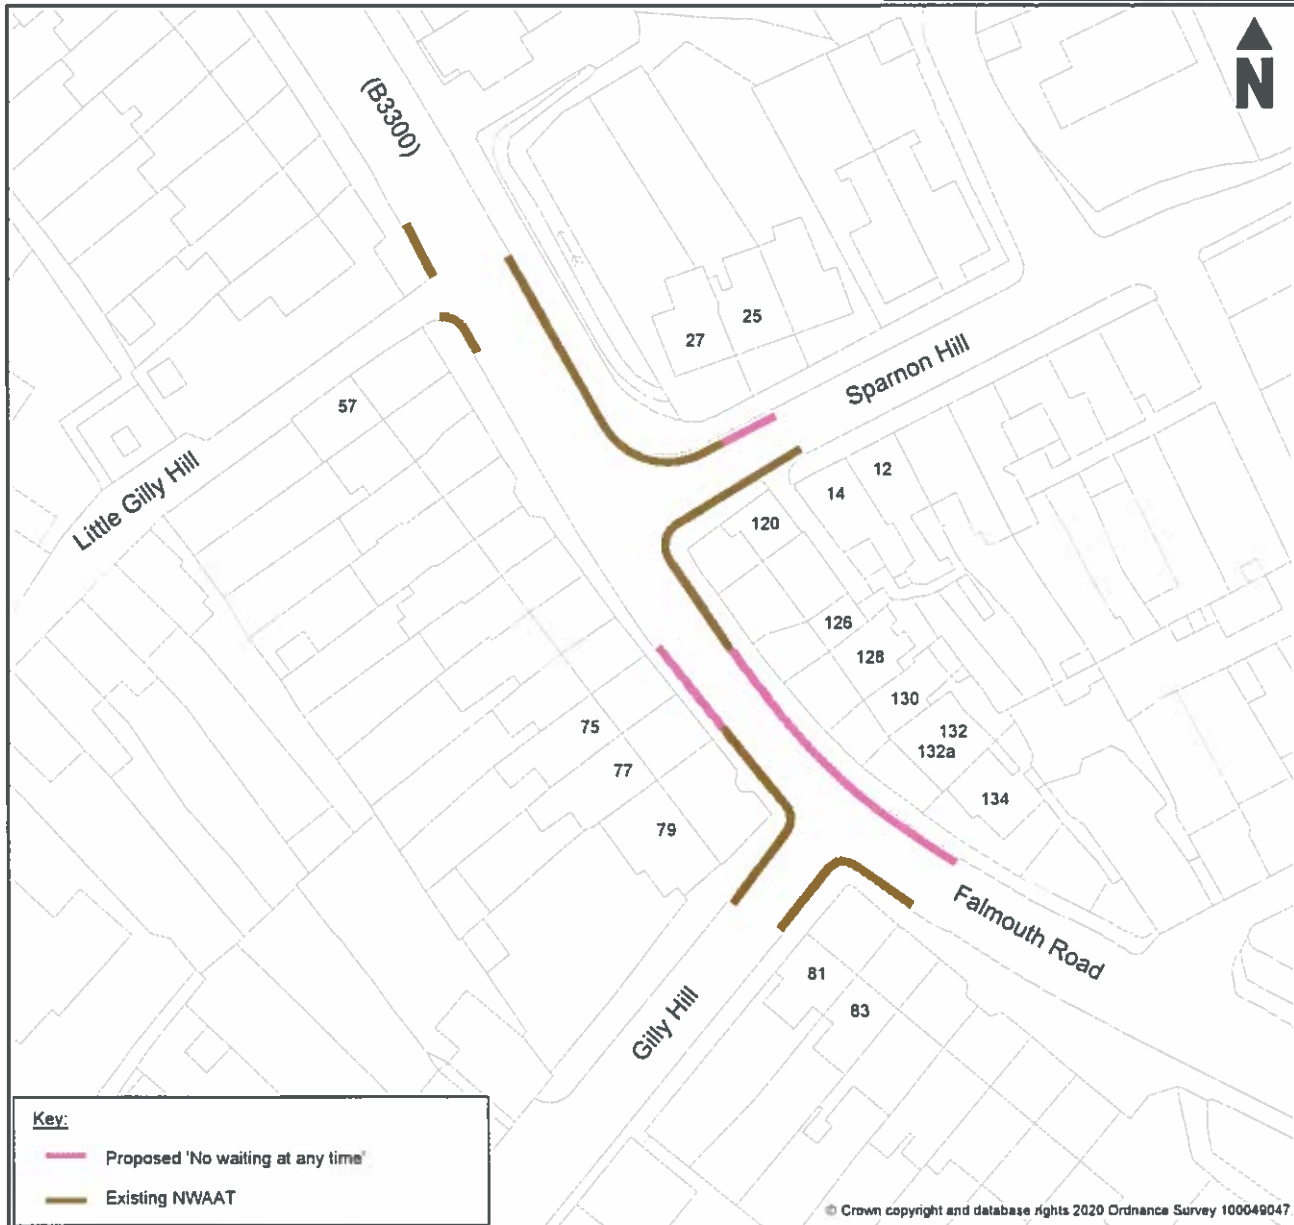 N
(B3300)
25
27
Sparnon Hill
57
12
14
Little Gilly Hill
120
126
128
130
75
132
132a
77
134
79
Falmouth Road
81
83
Gilly Hill
Key:
Proposed 'No waiting at any time'
Existing NWAAT
© Crown copyright and database rights 2020 Ordnance Survey 100049047